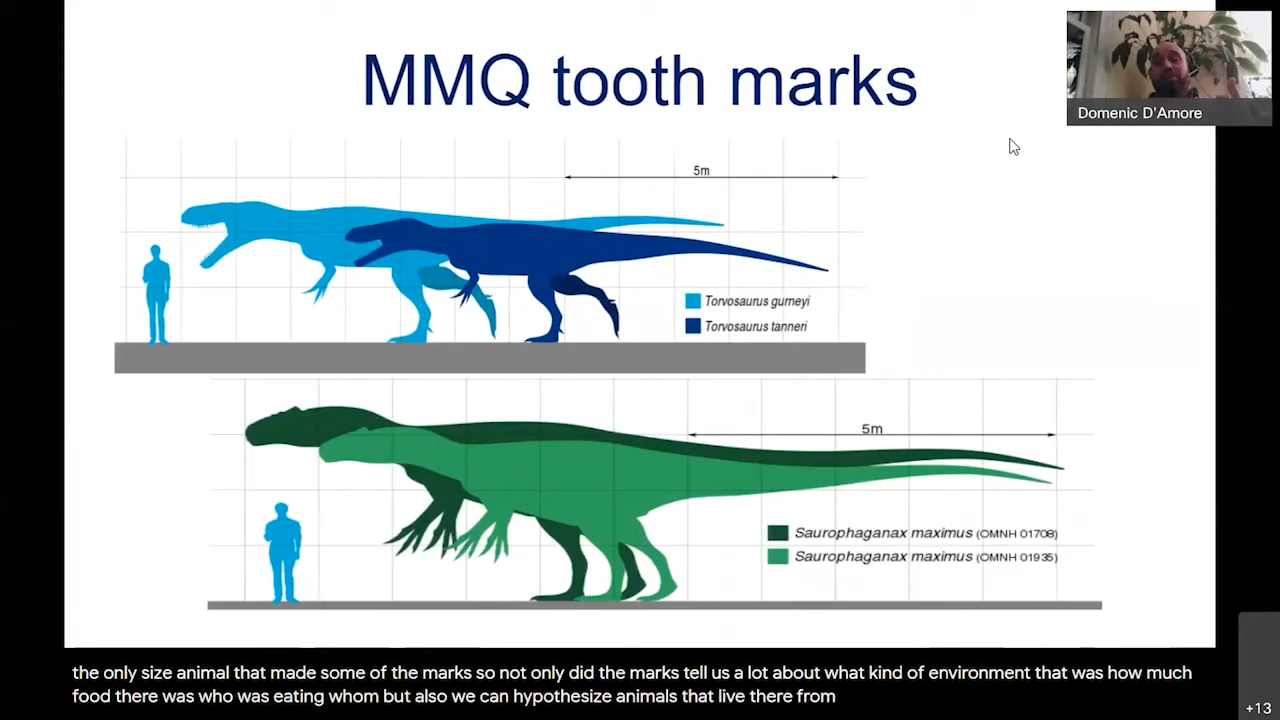 MMQ tooth marks
Domenic D'Amore
5m
Torvosaurus gurneyi
Torvosaurus tanneri
5m
Saurophaganax maximus (OMNH 01708)
Saurophaganax maximus (OMNH 01935)
the only size animal that made some of the marks so not only did the marks tell us a lot about what kind of environment that was how much
food there was who was eating whom but also we can hypothesize animals that live there from
+13